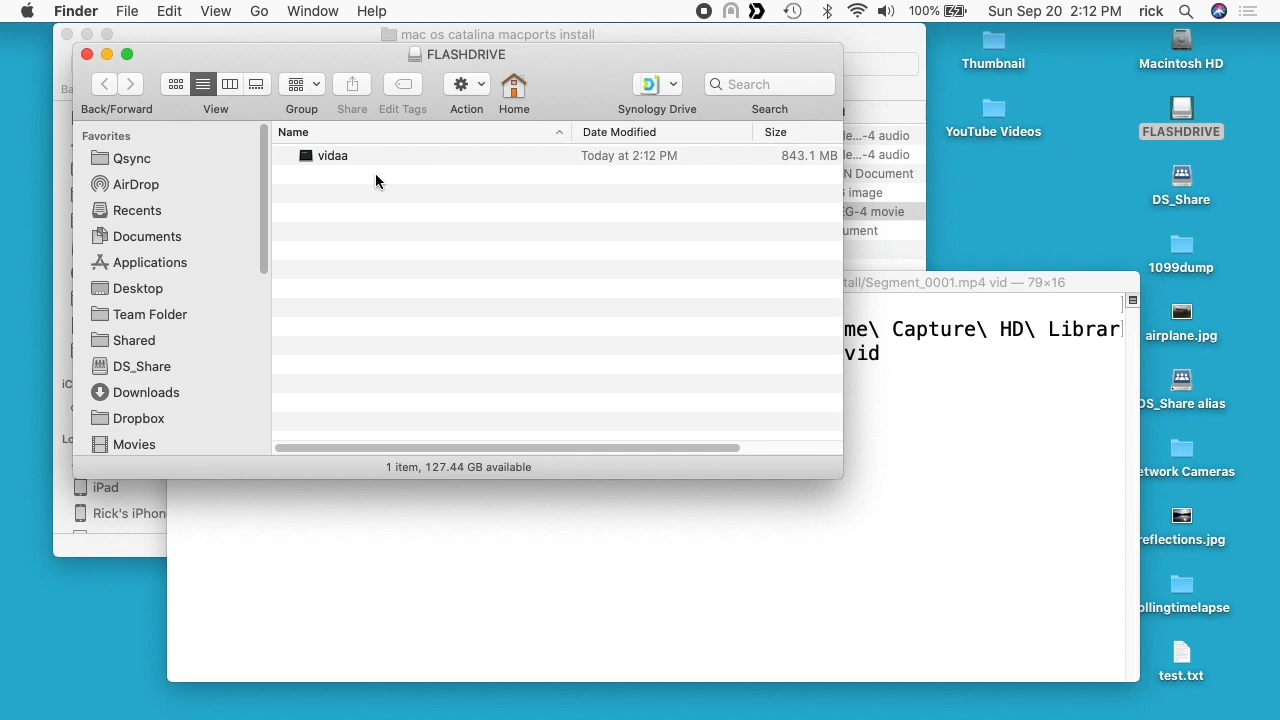 Finder File Edit View Go Window Help 100% Sun Sep 20 2:12 PM rick
mac os catalina macports install
FLASHDRIVE
Back/Forward View Group Share Edit Tags Action Home Synology Drive Search
Search
Favorites
Qsync
AirDrop
Recents
Documents
Applications
Desktop
Team Folder
Shared
DS_Share
Downloads
Dropbox
Movies
Name Date Modified Size
vidaa Today at 2:12 PM 843.1 MB
1 item, 127.44 GB available
iPad
Rick's iPhon
e...-4 audio
e...-4 audio
N Document
image
EG-4 movie
ument
tall/Segment_0001.mp4 vid — 79×16
me\ Capture\ HD\ Librar
vid
Thumbnail
YouTube Videos
Macintosh HD
FLASHDRIVE
DS_Share
1099dump
airplane.jpg
DS_Share alias
etwork Cameras
reflections.jpg
ollingtimelapse
test.txt